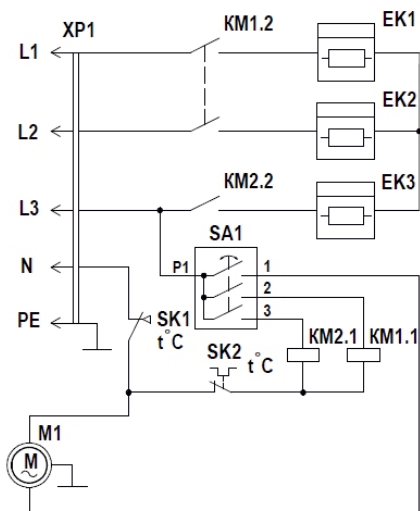 XP1
KM1.2
EK1
L1
EK2
L2
KM2.2
EK3
L3
SA1
N
P1
1
2
3
PE
SK1
t°C
SK2
t°C
KM2.1
KM1.1
M1
M